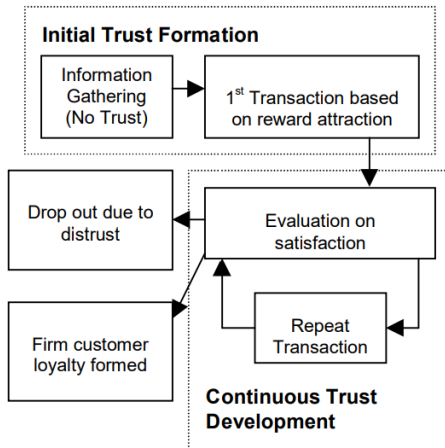 Initial Trust Formation
Information
Gathering
(No Trust)
1st Transaction based
on reward attraction
Drop out due to
distrust
Evaluation on
satisfaction
Firm customer
loyalty formed
Repeat
Transaction
Continuous Trust
Development